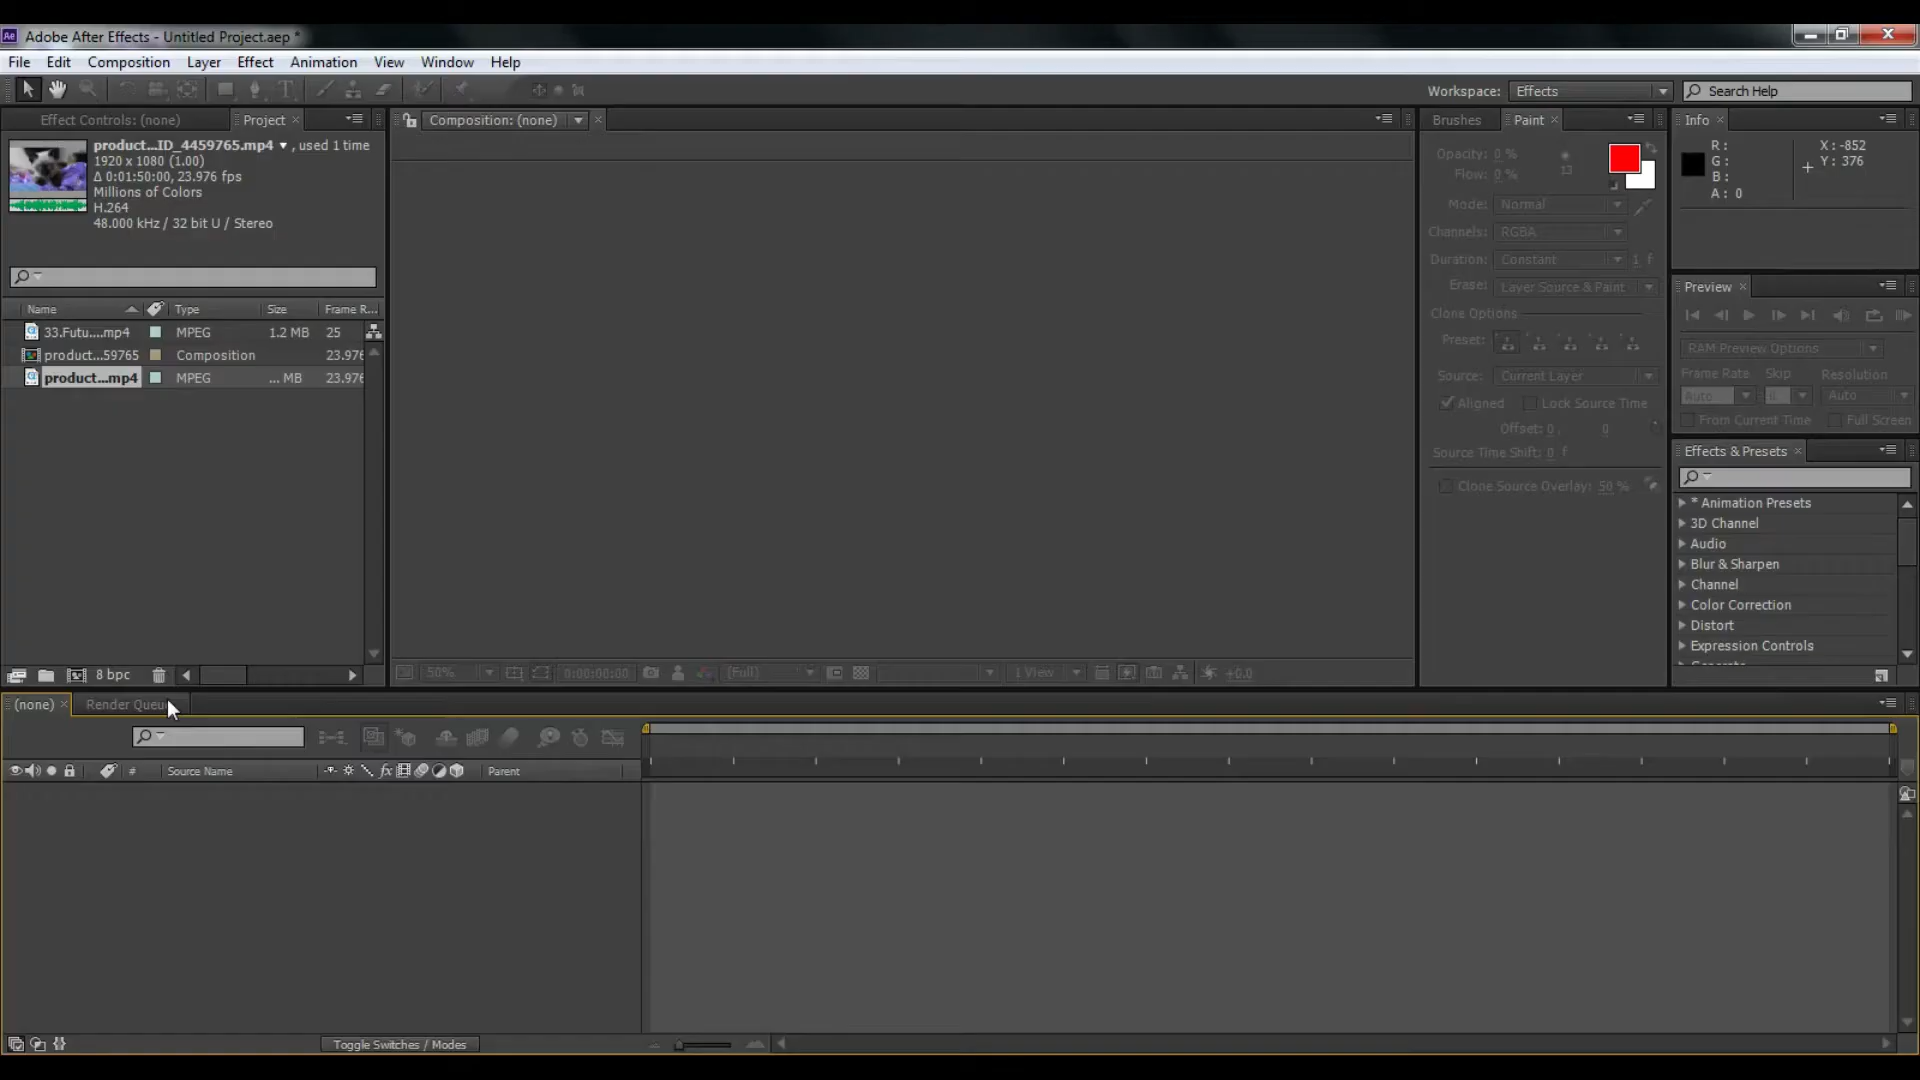 Ae Adobe After Effects - Untitled Project.aep *
File Edit Composition Layer Effect Animation View Window Help
Workspace: Effects Search Help
Effect Controls: (none) Project
Composition: (none)
Brushes Paint
Info
product...ID_4459765.mp4 , used 1 time
1920 x 1080 (1.00)
Δ 0:01:50:00, 23.976 fps
Millions of Colors
H.264
48.000 kHz / 32 bit U / Stereo
Opacity: 0 %
Flow: 0 %
13
Mode: Normal
Channels: RGBA
Duration: Constant 1 f
Erase: Layer Source & Paint
Clone Options
Preset:
Source: Current Layer
Aligned Lock Source Time
Offset: 0 , 0
Source Time Shift: 0 f
Clone Source Overlay: 50 %
R :
G :
B :
A : 0
X : -852
Y : 376
Preview
RAM Preview Options
Frame Rate Skip Resolution
Auto Auto
From Current Time Full Screen
Effects & Presets
* Animation Presets
3D Channel
Audio
Blur & Sharpen
Channel
Color Correction
Distort
Expression Controls
Name Type Size Frame R...
33.Futu....mp4 MPEG 1.2 MB 25
product...59765 Composition 23.976
product...mp4 MPEG ... MB 23.976
8 bpc
50% 0:00:00:00 (Full) 1 View +0.0
(none) Render Queu
# Source Name fx Parent
Toggle Switches / Modes